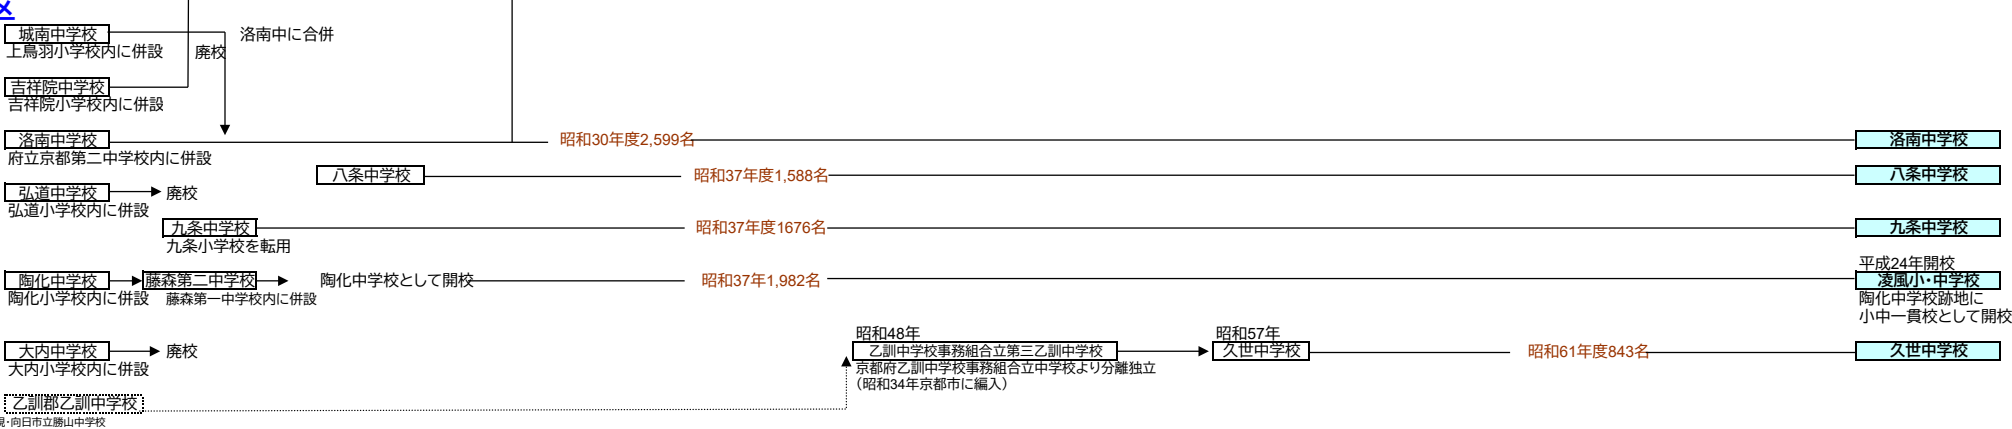 区
城南中学校
上鳥羽小学校内に併設
洛南中に合併
廃校
吉祥院中学校
吉祥院小学校内に併設
洛南中学校
府立京都第二中学校内に併設
昭和30年度2,599名
洛南中学校
八条中学校
昭和37年度1,588名
八条中学校
弘道中学校
弘道小学校内に併設
廃校
九条中学校
九条小学校を転用
昭和37年度1676名
九条中学校
陶化中学校
陶化小学校内に併設
藤森第二中学校
藤森第一中学校内に併設
陶化中学校として開校
昭和37年1,982名
平成24年開校
凌風小・中学校
陶化中学校跡地に
小中一貫校として開校
大内中学校
大内小学校内に併設
廃校
昭和48年
乙訓中学校事務組合立第三乙訓中学校
京都府乙訓中学校事務組合立中学校より分離独立
（昭和34年京都市に編入）
昭和57年
久世中学校
昭和61年度843名
久世中学校
乙訓郡乙訓中学校
現・向日市立勝山中学校